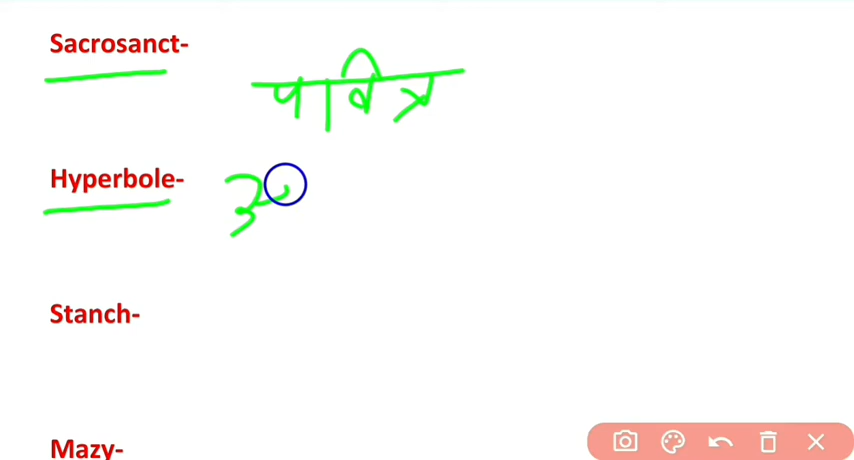 Sacrosanct-
पवित्र
Hyperbole-
Stanch-
Mazy-